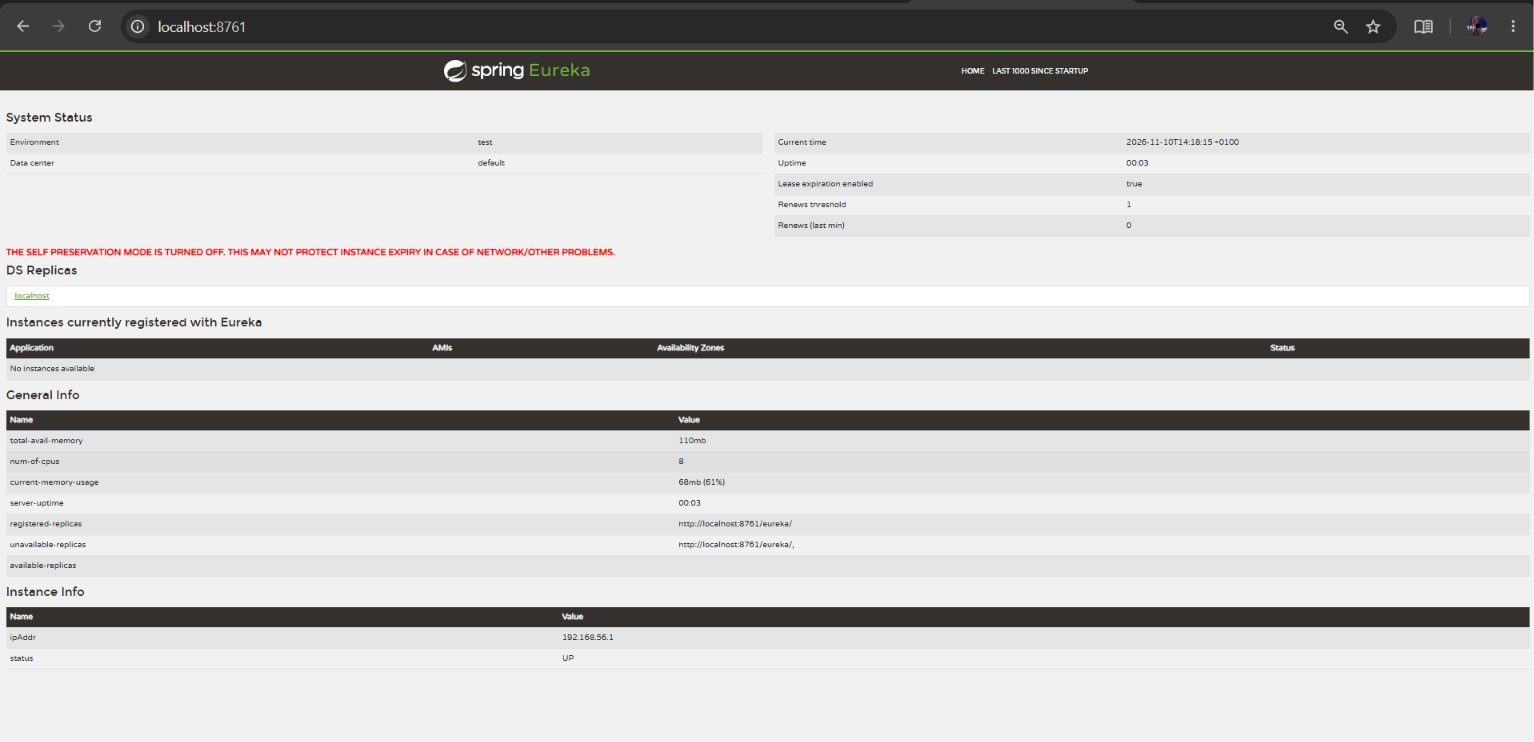 localhost:8761
spring Eureka
HOME LAST 1000 SINCE STARTUP
System Status
Environment test
Data center default
Current time 2026-11-10T14:18:15 +0100
Uptime 00:03
Lease expiration enabled true
Renews threshold 1
Renews (last min) 0
THE SELF PRESERVATION MODE IS TURNED OFF. THIS MAY NOT PROTECT INSTANCE EXPIRY IN CASE OF NETWORK/OTHER PROBLEMS.
DS Replicas
localhost
Instances currently registered with Eureka
Application AMIs Availability Zones Status
No instances available
General Info
Name Value
total-avail-memory 110mb
num-of-cpus 8
current-memory-usage 68mb (61%)
server-uptime 00:03
registered-replicas http://localhost:8761/eureka/
unavailable-replicas http://localhost:8761/eureka/,
available-replicas
Instance Info
Name Value
ipAddr 192.168.56.1
status UP